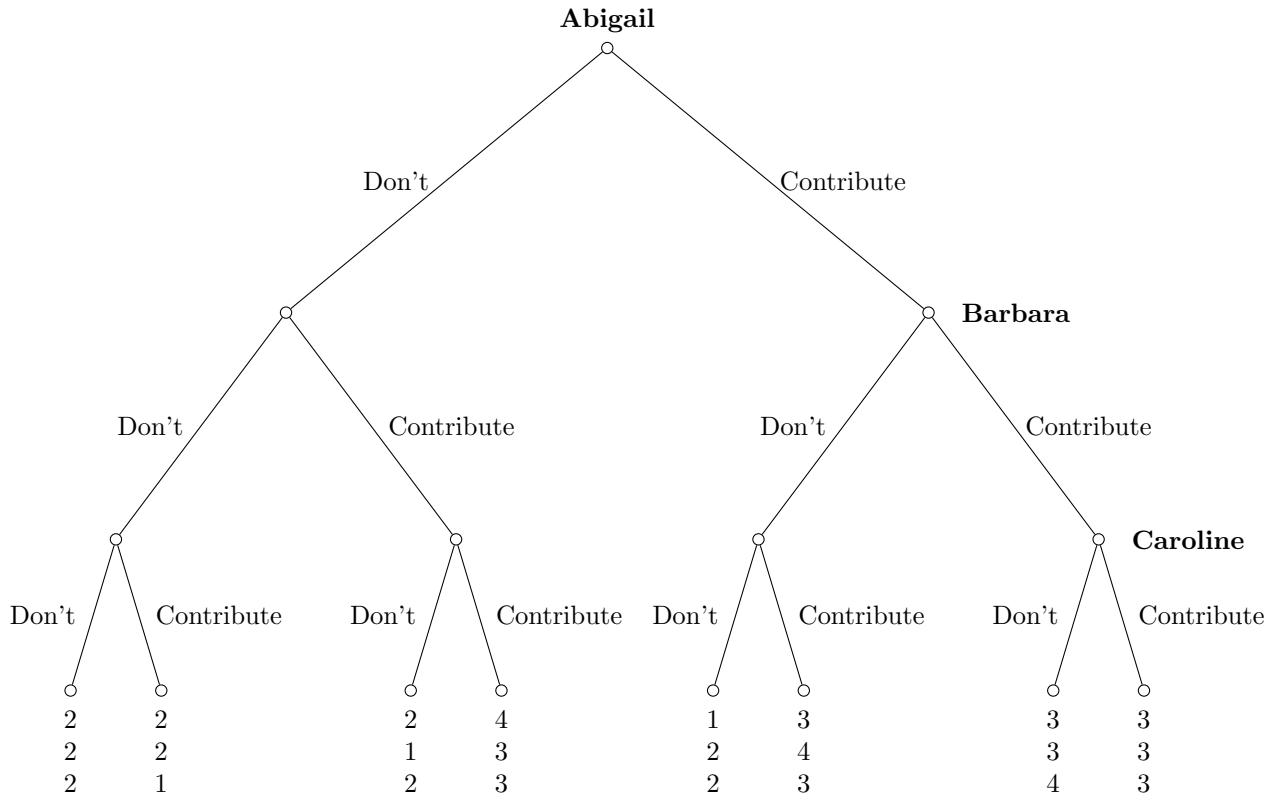 Abigail
Don't Contribute
Barbara
Don't Contribute Don't Contribute
Caroline
Don't Contribute Don't Contribute Don't Contribute Don't Contribute
2 2 2 4 1 3 3 3
2 2 1 3 2 4 3 3
2 1 2 3 2 3 4 3